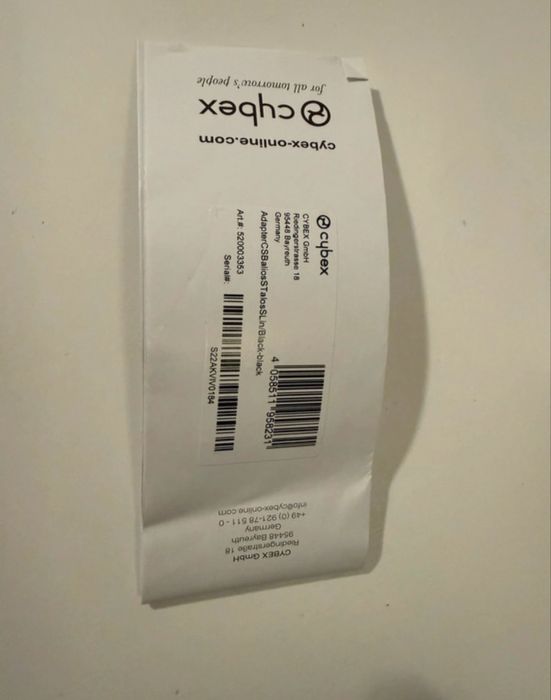 for all tomorrow's people
cybex
cybex-online.com
cybex
CYBEX GmbH
Riedingerstrasse 18
95448 Bayreuth
Germany
AdapterCSBaliosSTalosSLin/Black-black
4 058511 958231
Art.#: 520003353
Serial#:
S22AKVIV0184
CYBEX GmbH
Riedingerstraße 18
95448 Bayreuth
Germany
+49 (0) 921-78 511-0
info@cybex-online.com